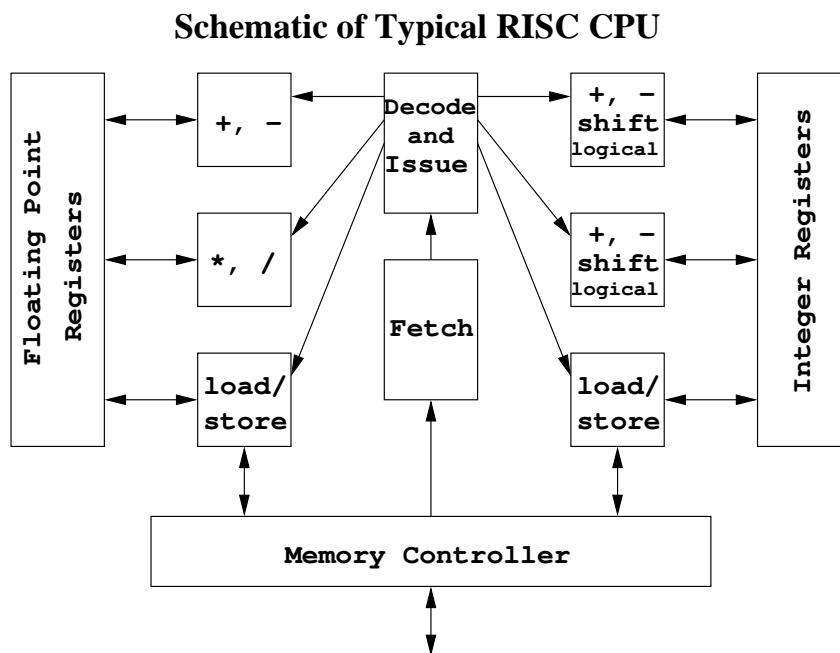 Schematic of Typical RISC CPU
Floating Point
Registers
+, -
*, /
load/
store
Decode
and
Issue
Fetch
+, -
shift
logical
+, -
shift
logical
load/
store
Integer Registers
Memory Controller